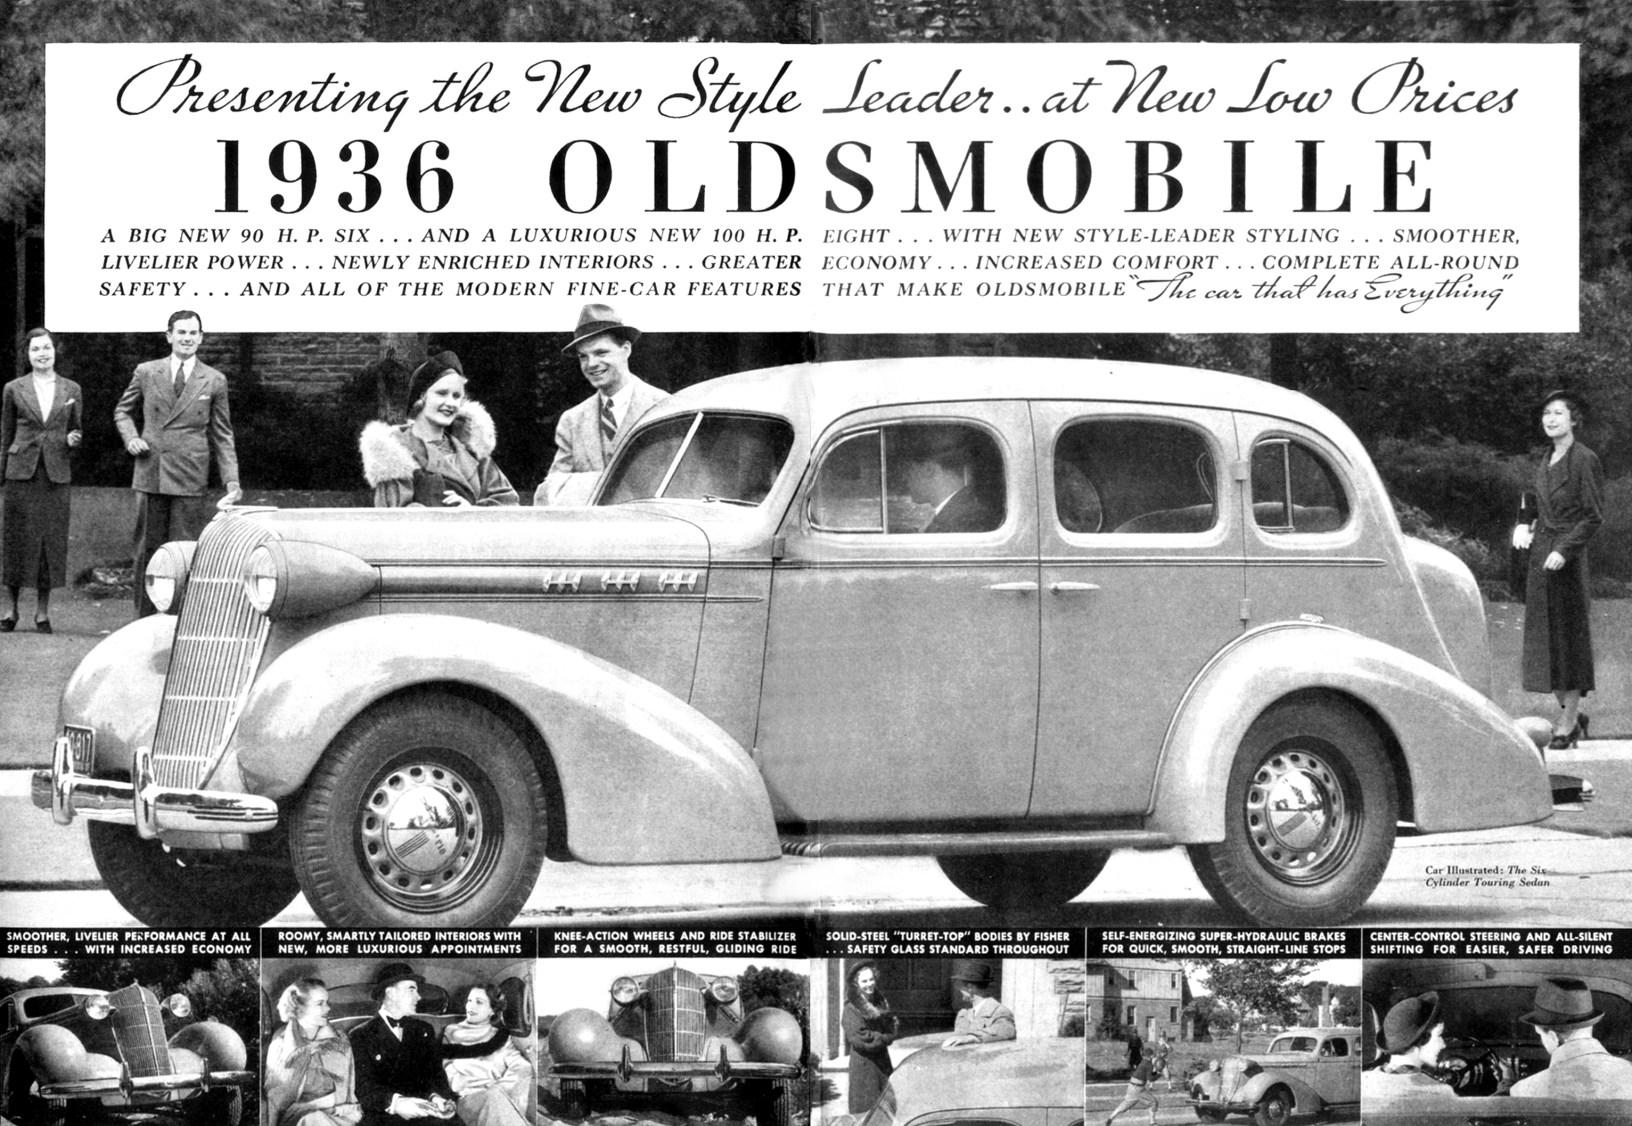 Presenting the New Style Leader.. at New Low Prices
1936 OLDSMOBILE
A BIG NEW 90 H. P. SIX ... AND A LUXURIOUS NEW 100 H. P. EIGHT ... WITH NEW STYLE-LEADER STYLING ... SMOOTHER,
LIVELIER POWER ... NEWLY ENRICHED INTERIORS ... GREATER ECONOMY ... INCREASED COMFORT ... COMPLETE ALL-ROUND
SAFETY ... AND ALL OF THE MODERN FINE-CAR FEATURES THAT MAKE OLDSMOBILE "The car that has Everything"
Car Illustrated: The Six
Cylinder Touring Sedan
SMOOTHER, LIVELIER PERFORMANCE AT ALL
SPEEDS ... WITH INCREASED ECONOMY
ROOMY, SMARTLY TAILORED INTERIORS WITH
NEW, MORE LUXURIOUS APPOINTMENTS
KNEE-ACTION WHEELS AND RIDE STABILIZER
FOR A SMOOTH, RESTFUL, GLIDING RIDE
SOLID-STEEL "TURRET-TOP" BODIES BY FISHER
... SAFETY GLASS STANDARD THROUGHOUT
SELF-ENERGIZING SUPER-HYDRAULIC BRAKES
FOR QUICK, SMOOTH, STRAIGHT-LINE STOPS
CENTER-CONTROL STEERING AND ALL-SILENT
SHIFTING FOR EASIER, SAFER DRIVING